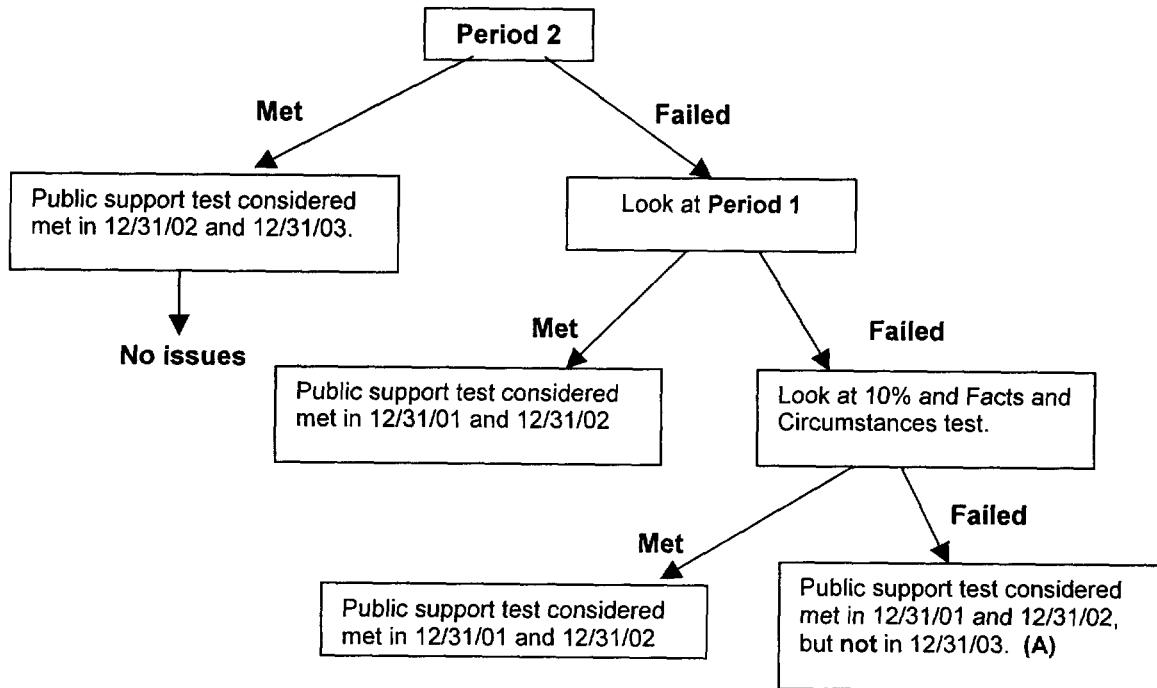 Period 2
Met
Failed
Public support test considered
met in 12/31/02 and 12/31/03.
Look at Period 1
No issues
Met
Failed
Public support test considered
met in 12/31/01 and 12/31/02
Look at 10% and Facts and
Circumstances test.
Met
Failed
Public support test considered
met in 12/31/01 and 12/31/02
Public support test considered
met in 12/31/01 and 12/31/02,
but not in 12/31/03. (A)